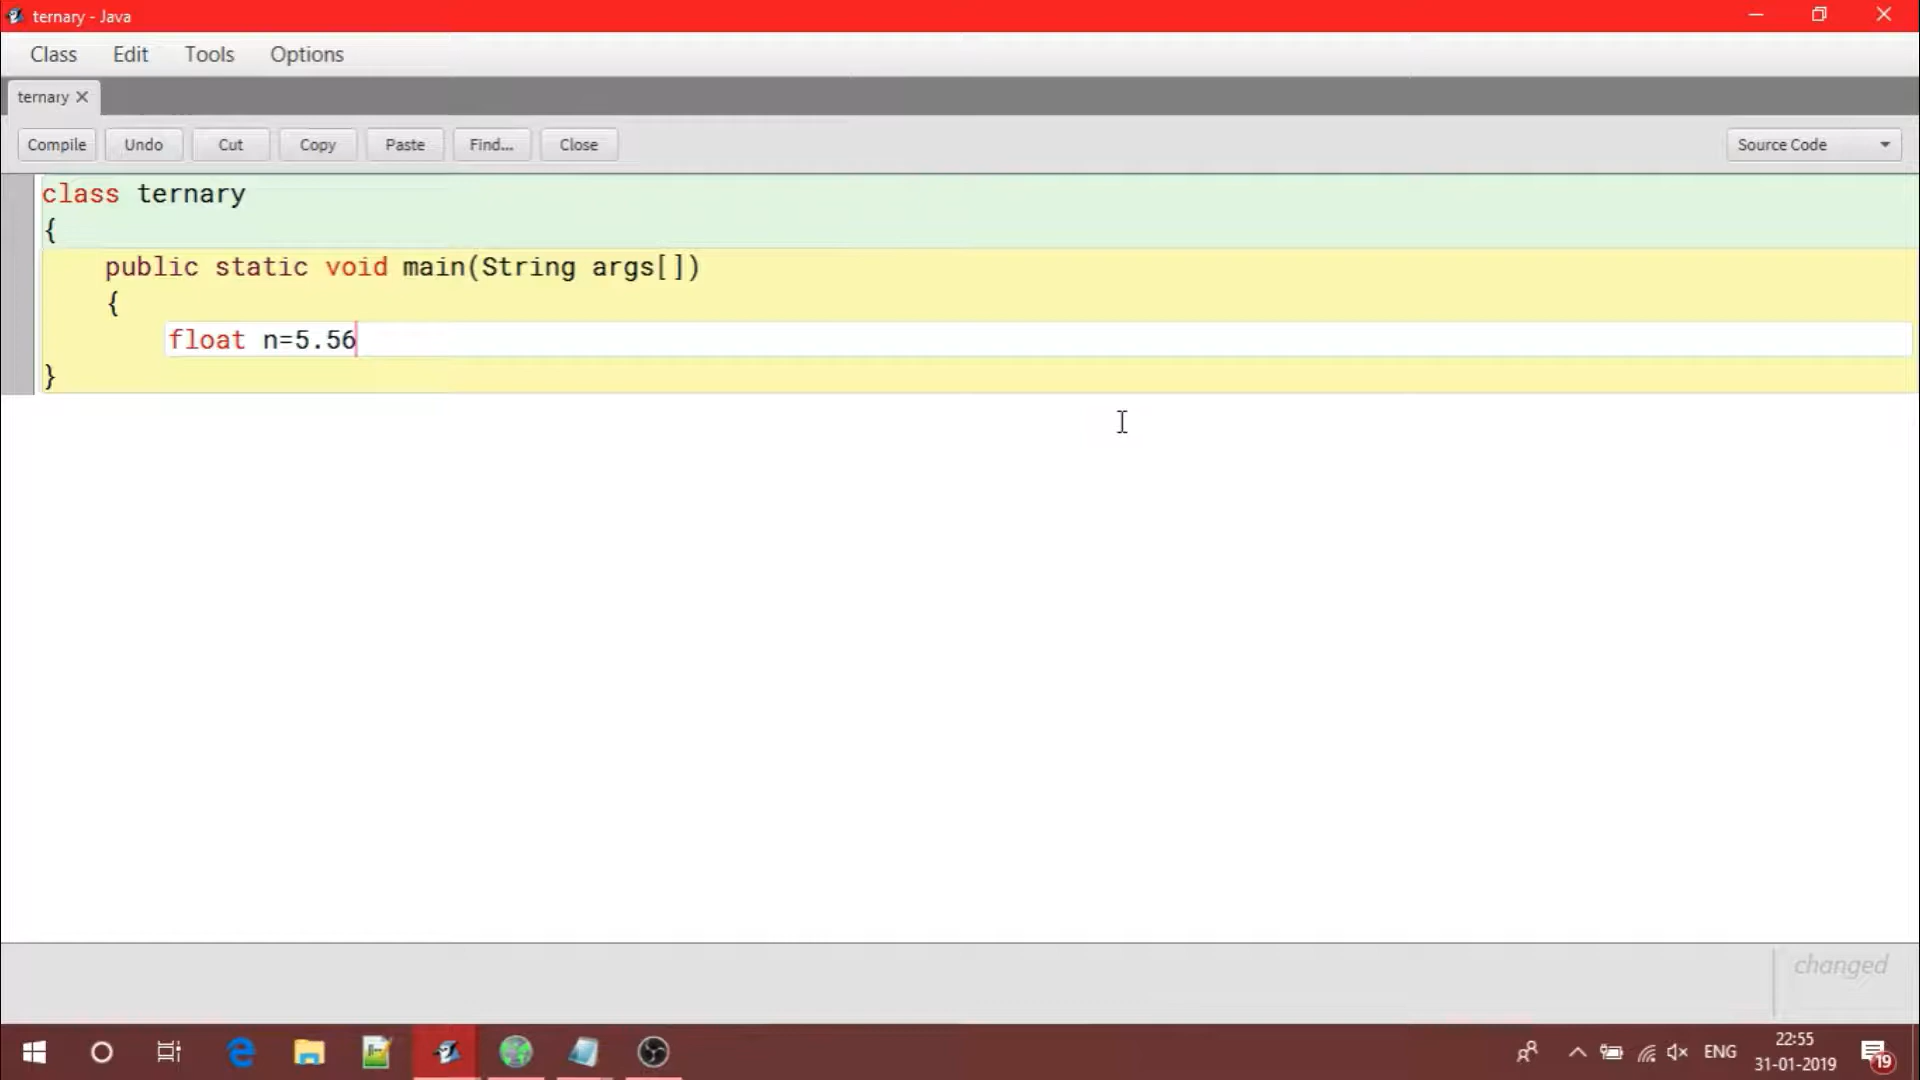 ternary - Java
Class Edit Tools Options
ternary
Compile Undo Cut Copy Paste Find... Close Source Code
class ternary
{
public static void main(String args[])
{
float n=5.56
}
changed
ENG 22:55
31-01-2019 19